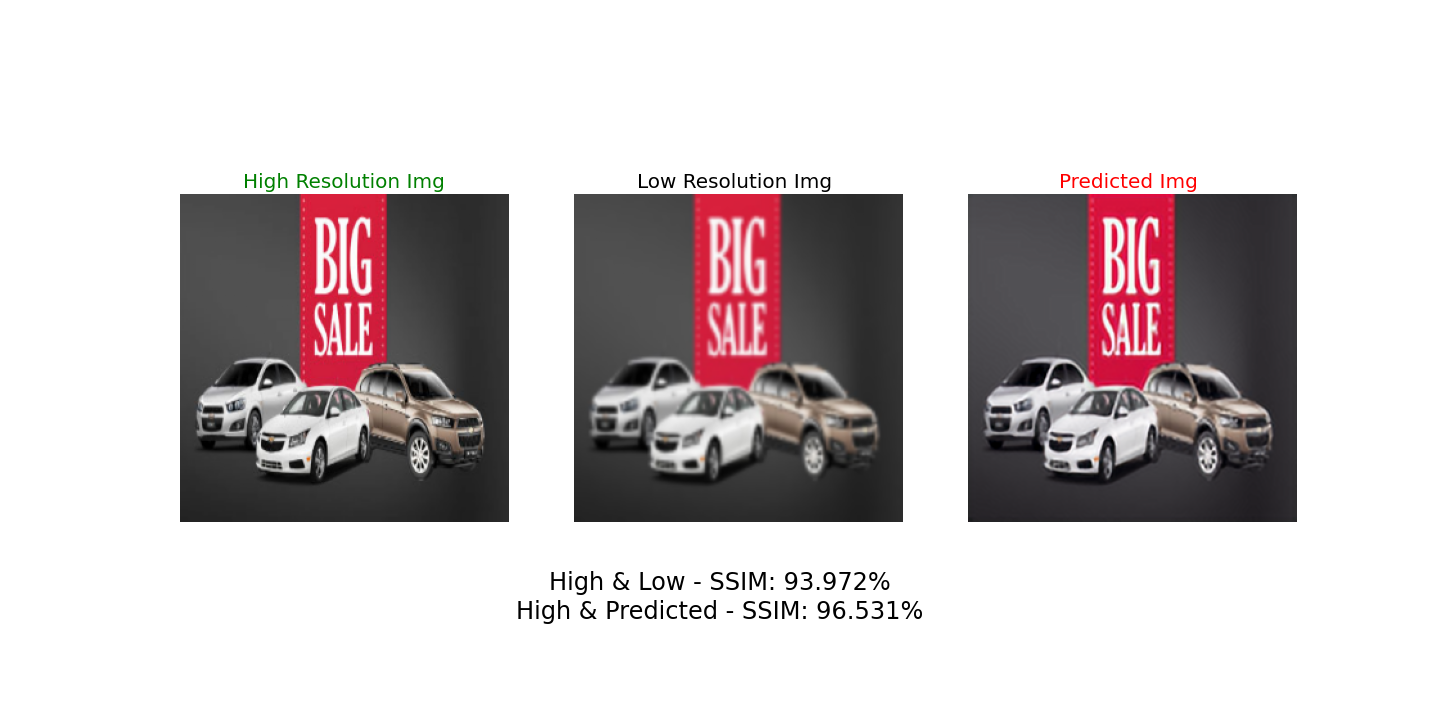 High Resolution Img
Low Resolution Img
Predicted Img
BIG
SALE
BIG
SALE
BIG
SALE
High & Low - SSIM: 93.972%
High & Predicted - SSIM: 96.531%